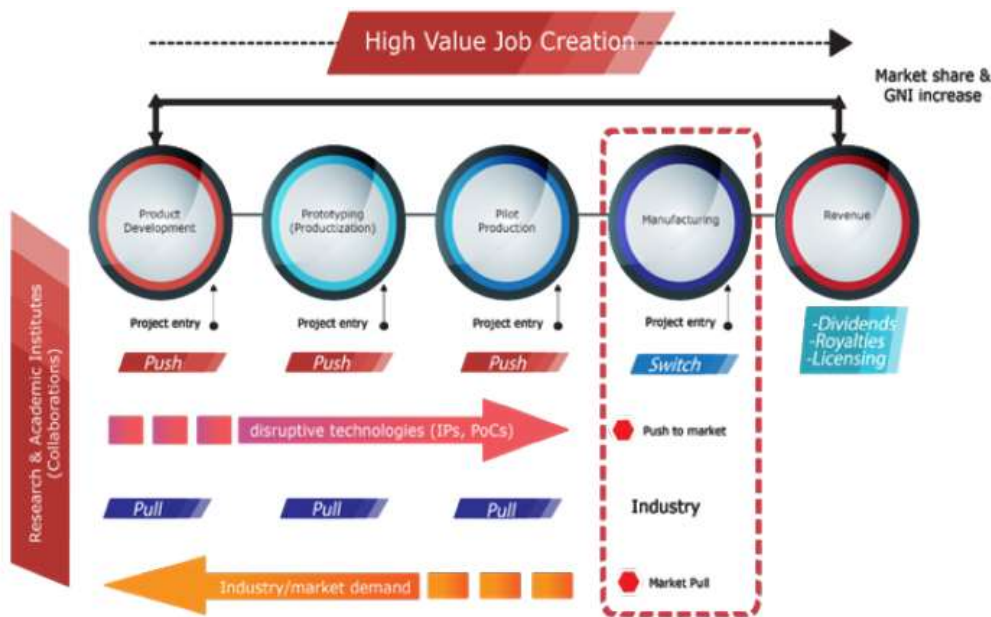 High Value Job Creation
Market share &
GNI increase
Product
Development
Prototyping
(Productization)
Pilot
Production
Manufacturing
Revenue
Project entry
Project entry
Project entry
Project entry
Push
Push
Push
Switch
-Dividends
-Royalties
-Licensing
Research & Academic Institutes
(Collaborations)
disruptive technologies (IPs, PoCs)
Push to market
Pull
Pull
Pull
Industry
Industry/market demand
Market Pull